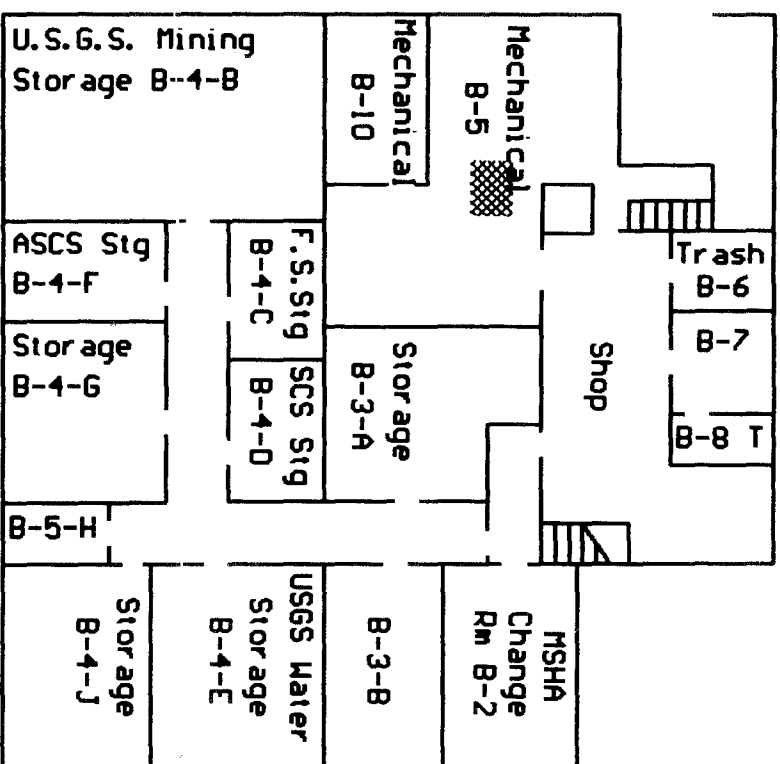 U.S.G.S. Mining
Storage B-4-B
Mechanical
B-10
Mechanical
B-5
ASCS Stg
B-4-F
F.S.Stg
B-4-C
Trash
B-6
Storage
B-4-G
SCS Stg
B-4-D
Storage
B-3-A
Shop
B-7
B-8 T
B-5-H
Storage
B-4-J
USGS Water
Storage
B-4-E
B-3-B
MSHA
Change
Rm B-2